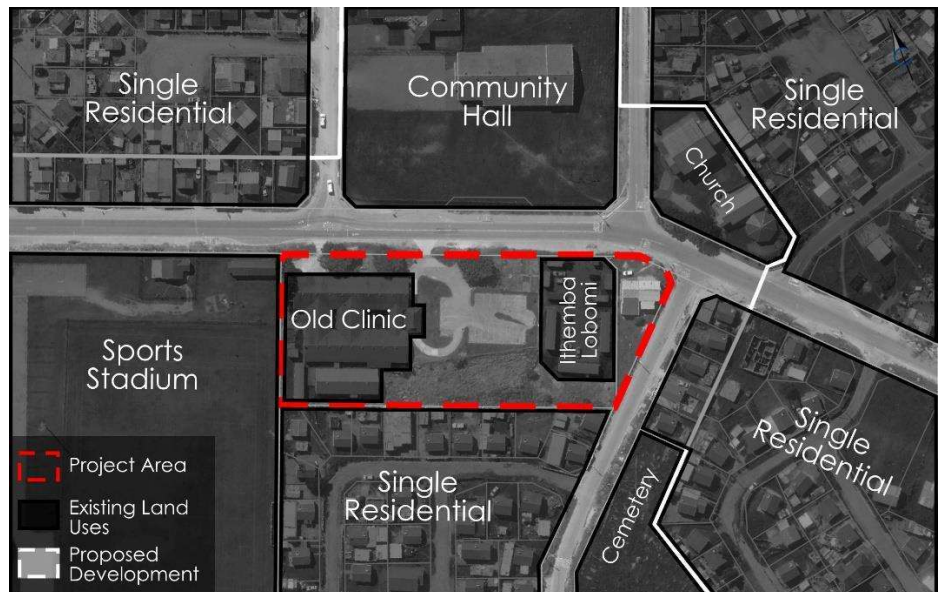 Single
Residential
Community
Hall
Single
Residential
Church
Old Clinic
Ithemba
Lobomi
Sports
Stadium
Single
Residential
Single
Residential
Cemetery
Project Area
Existing Land
Uses
Proposed
Development